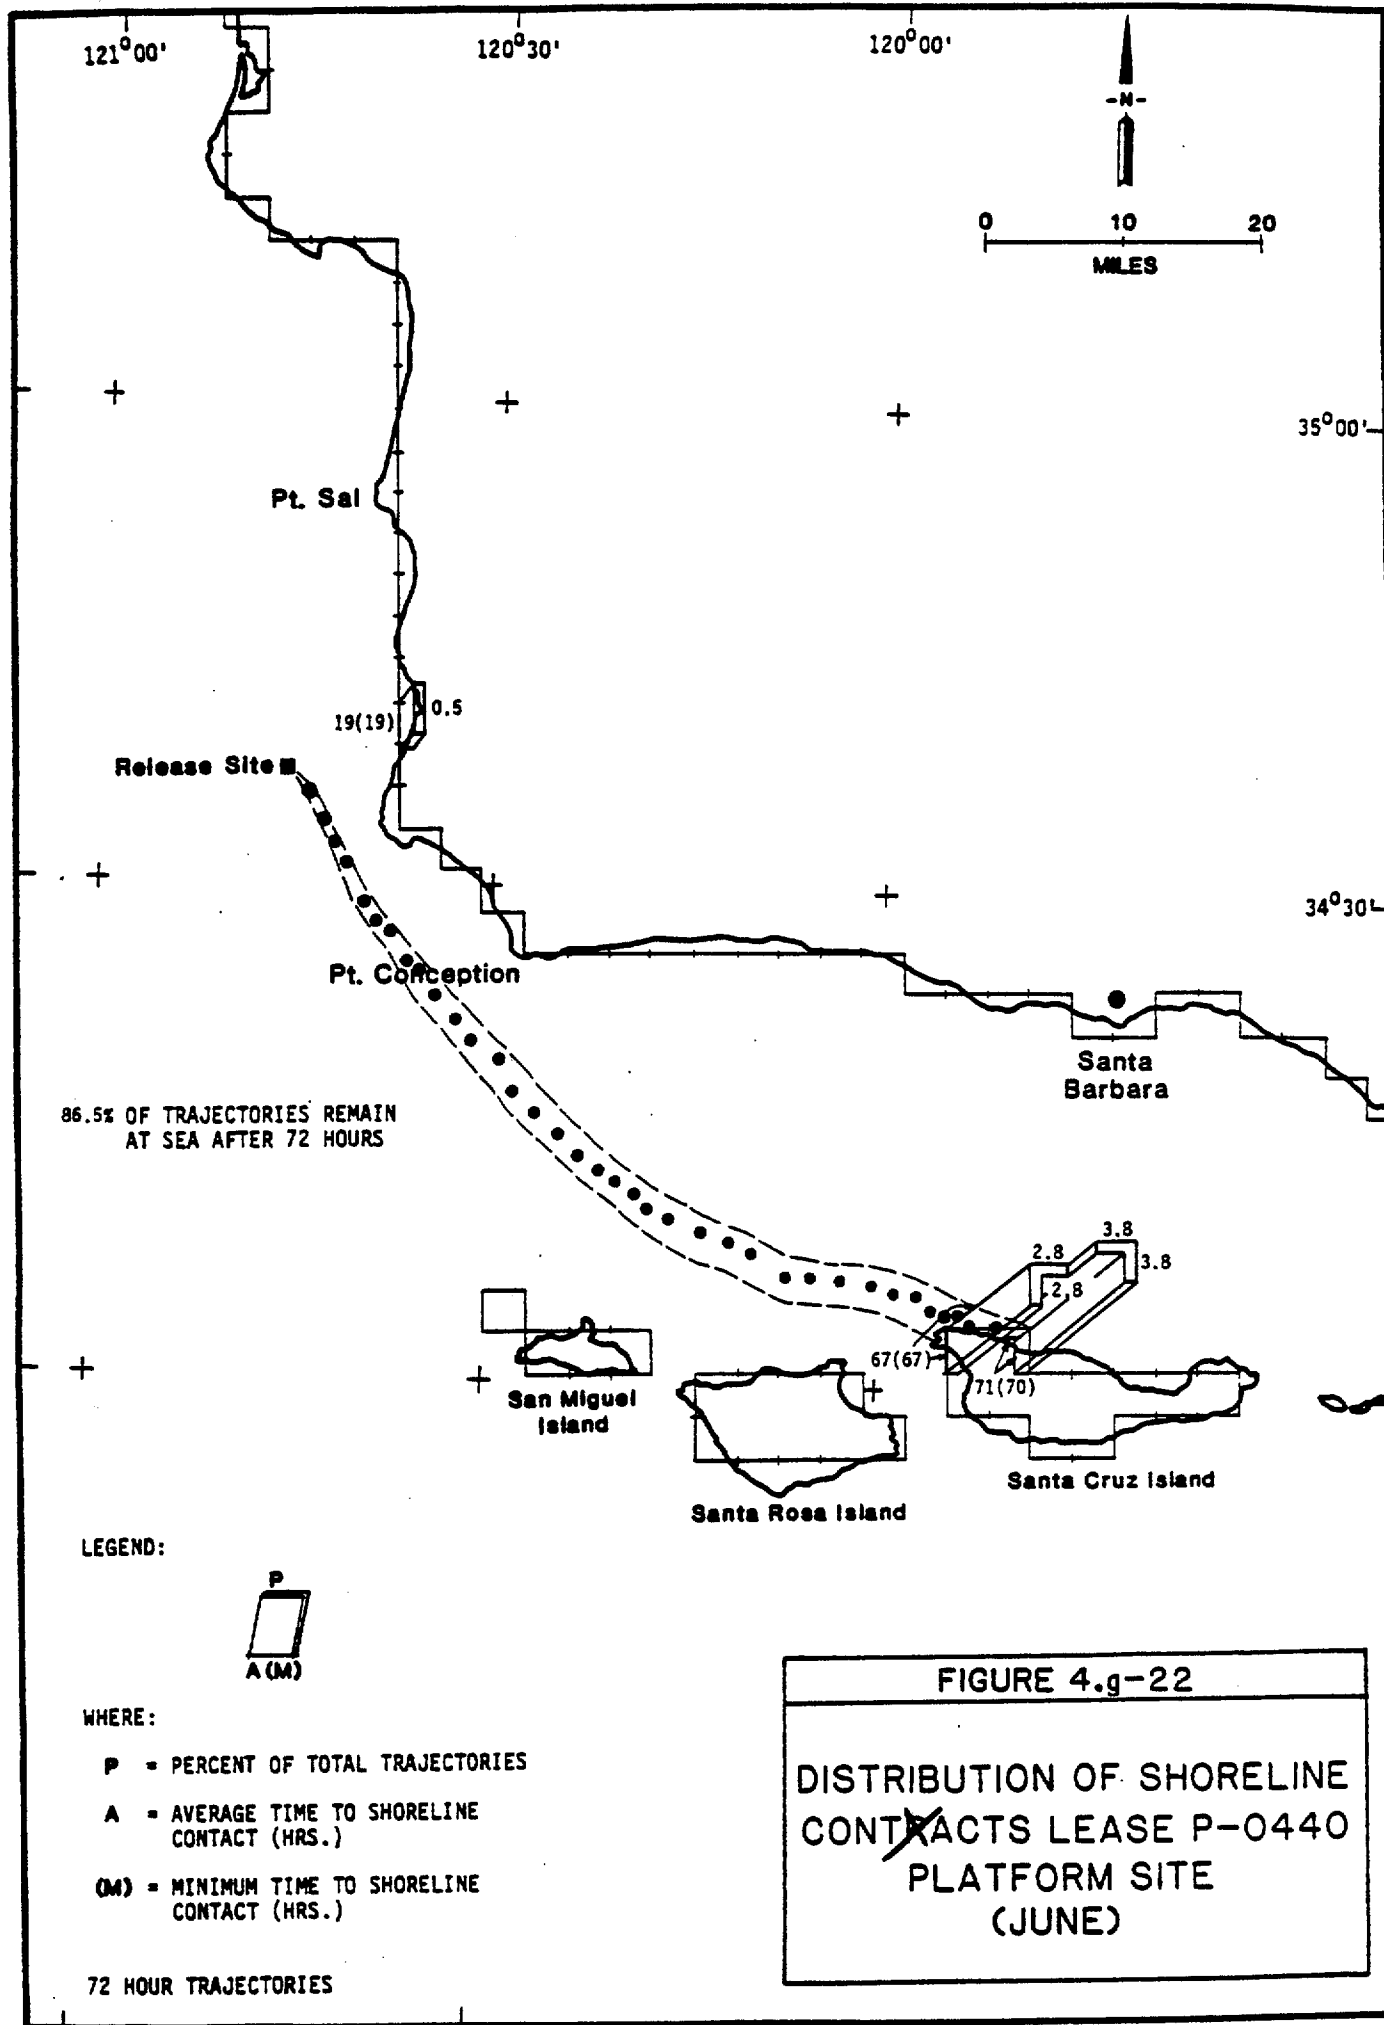 121°00'
120°30'
120°00'
-N-
0 10 20
MILES
35°00'
Pt. Sal
19(19)
0.5
Release Site
34°30'
Pt. Conception
Santa
Barbara
86.5% OF TRAJECTORIES REMAIN
AT SEA AFTER 72 HOURS
3.8
2.8
3.8
2.8
67(67)
71(70)
San Miguel
Island
Santa Cruz Island
Santa Rosa Island
LEGEND:
P
A(M)
WHERE:
P = PERCENT OF TOTAL TRAJECTORIES
A = AVERAGE TIME TO SHORELINE
CONTACT (HRS.)
(M) = MINIMUM TIME TO SHORELINE
CONTACT (HRS.)
72 HOUR TRAJECTORIES
FIGURE 4.g-22
DISTRIBUTION OF SHORELINE
CONTRACTS LEASE P-0440
PLATFORM SITE
(JUNE)